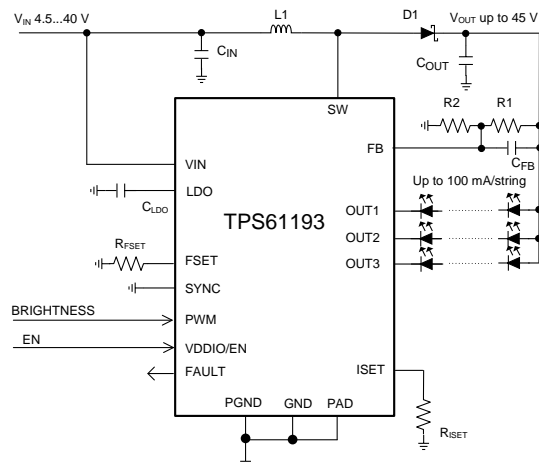 VIN 4.5...40 V
L1
D1
VOUT up to 45 V
CIN
COUT
SW
R2
R1
VIN
FB
CFB
LDO
CLDO
Up to 100 mA/string
TPS61193
OUT1
RFSET
OUT2
FSET
OUT3
SYNC
BRIGHTNESS
PWM
EN
VDDIO/EN
FAULT
ISET
PGND
GND
PAD
RISET